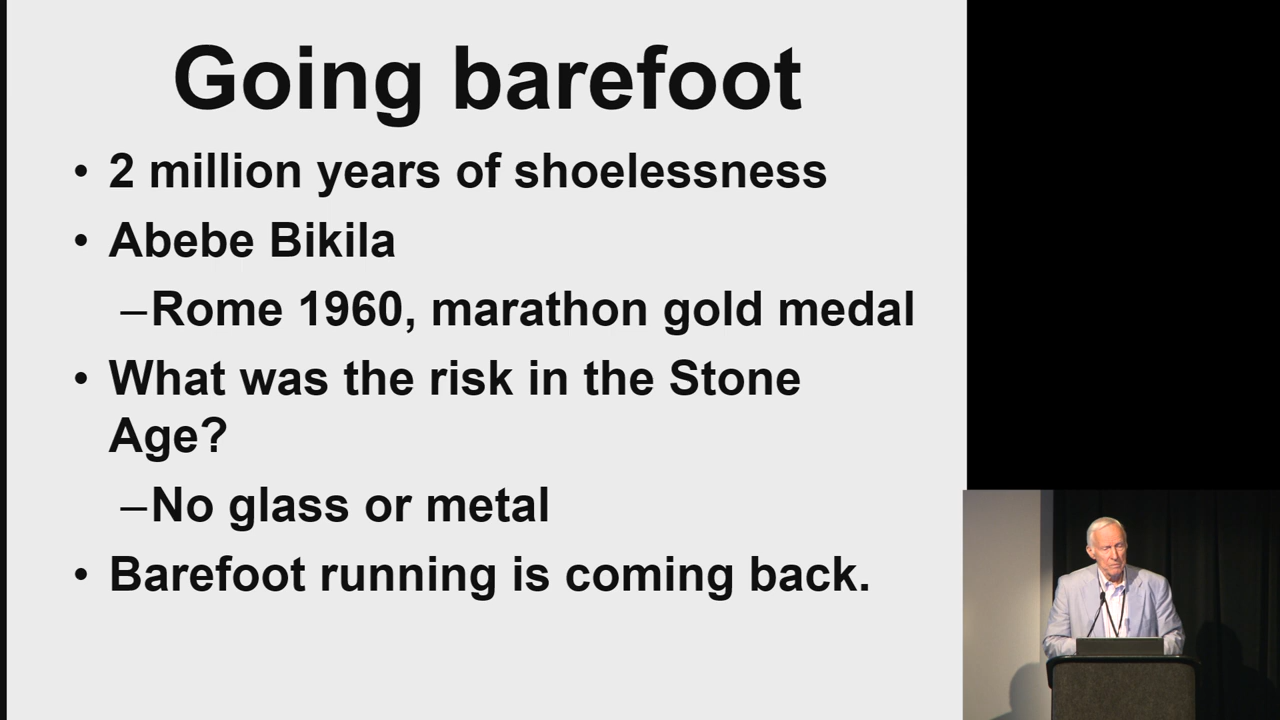 Going barefoot
• 2 million years of shoelessness
• Abebe Bikila
–Rome 1960, marathon gold medal
• What was the risk in the Stone
Age?
–No glass or metal
• Barefoot running is coming back.